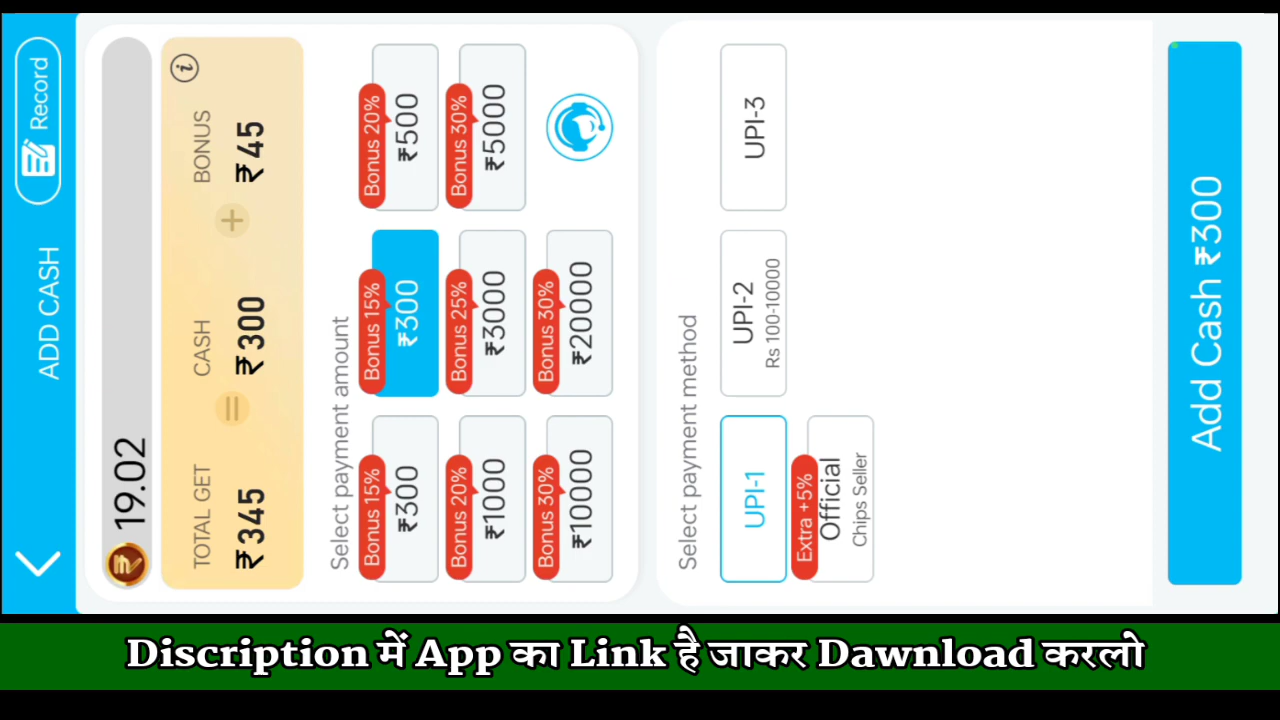 ADD CASH
Record
19.02
TOTAL GET = CASH + BONUS
₹345 ₹300 ₹45
i
Select payment amount
Bonus 15% Bonus 15% Bonus 20%
₹300 ₹300 ₹500
Bonus 20% Bonus 25% Bonus 30%
₹1000 ₹3000 ₹5000
Bonus 30% Bonus 30%
₹10000 ₹20000
Select payment method
UPI-1
UPI-2
Rs 100-10000
UPI-3
Extra +5%
Official
Chips Seller
Add Cash ₹300
Discription में App का Link है जाकर Dawnload करलो